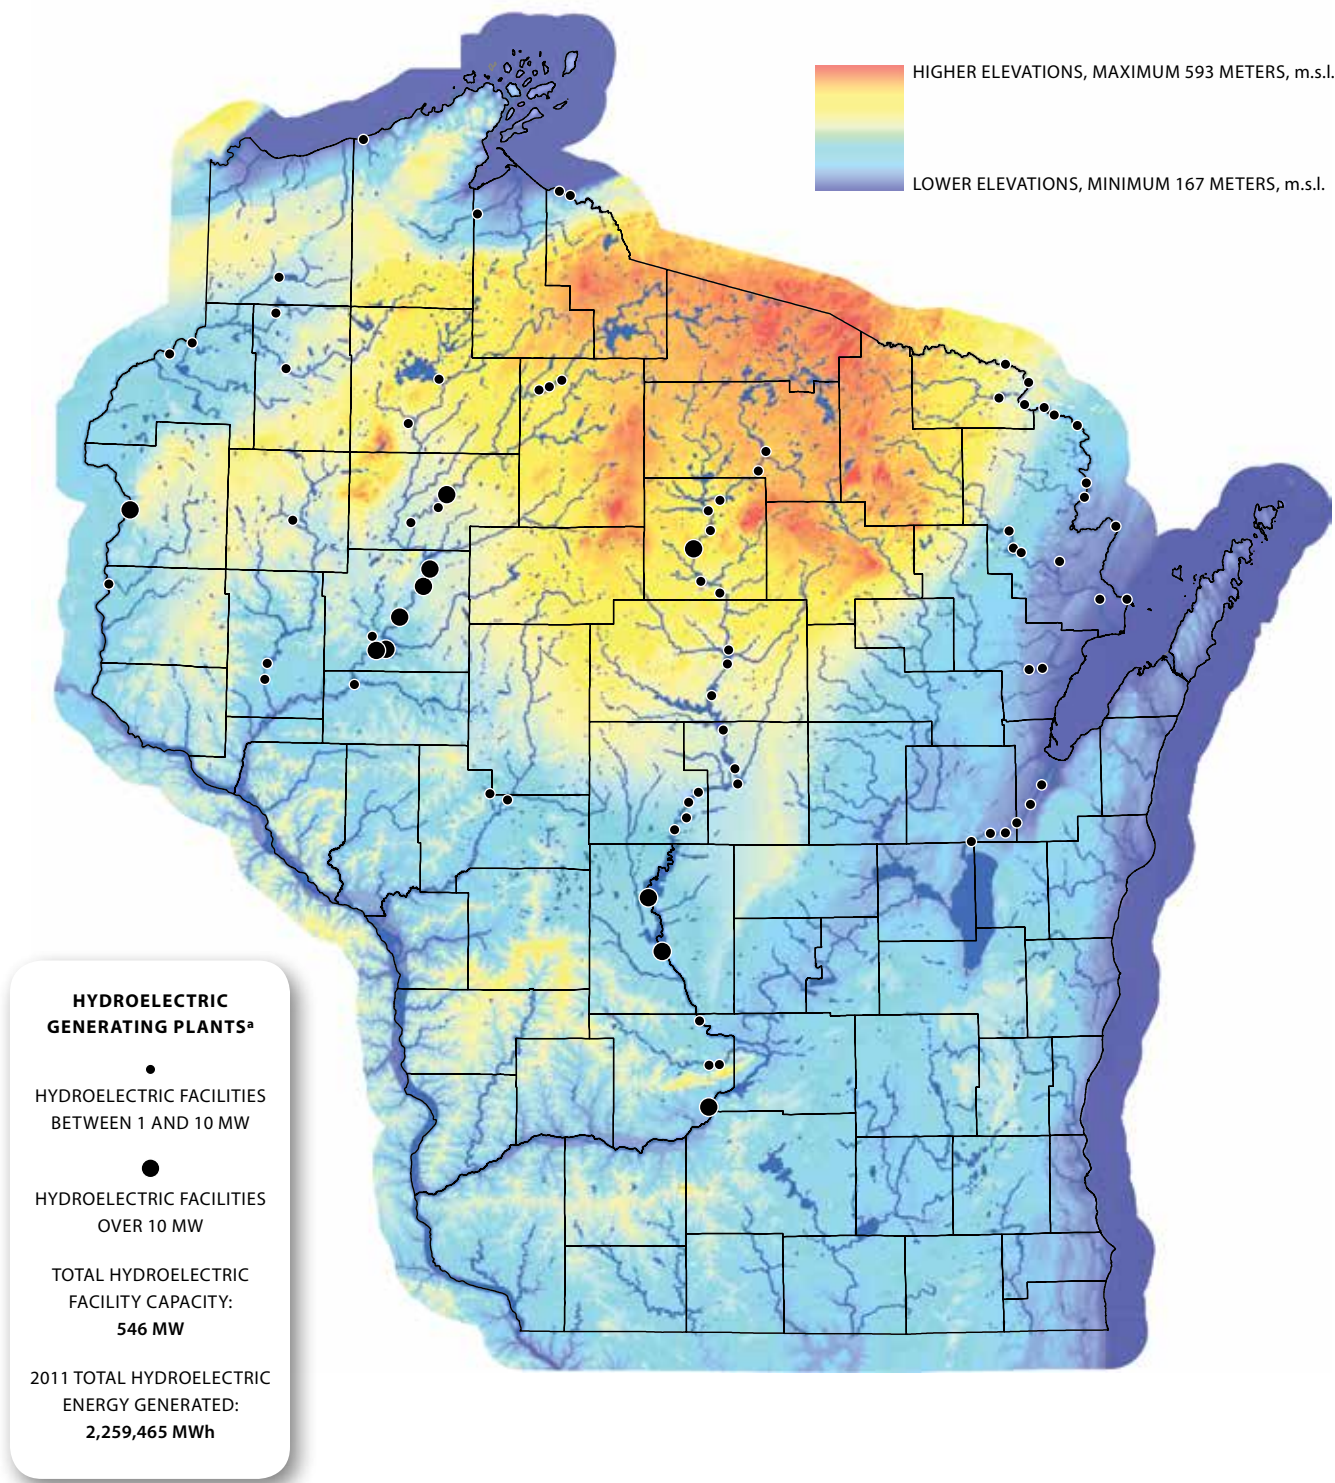 HIGHER ELEVATIONS, MAXIMUM 593 METERS, m.s.l.
LOWER ELEVATIONS, MINIMUM 167 METERS, m.s.l.
HYDROELECTRIC
GENERATING PLANTSª
HYDROELECTRIC FACILITIES
BETWEEN 1 AND 10 MW
HYDROELECTRIC FACILITIES
OVER 10 MW
TOTAL HYDROELECTRIC
FACILITY CAPACITY:
546 MW
2011 TOTAL HYDROELECTRIC
ENERGY GENERATED:
2,259,465 MWh